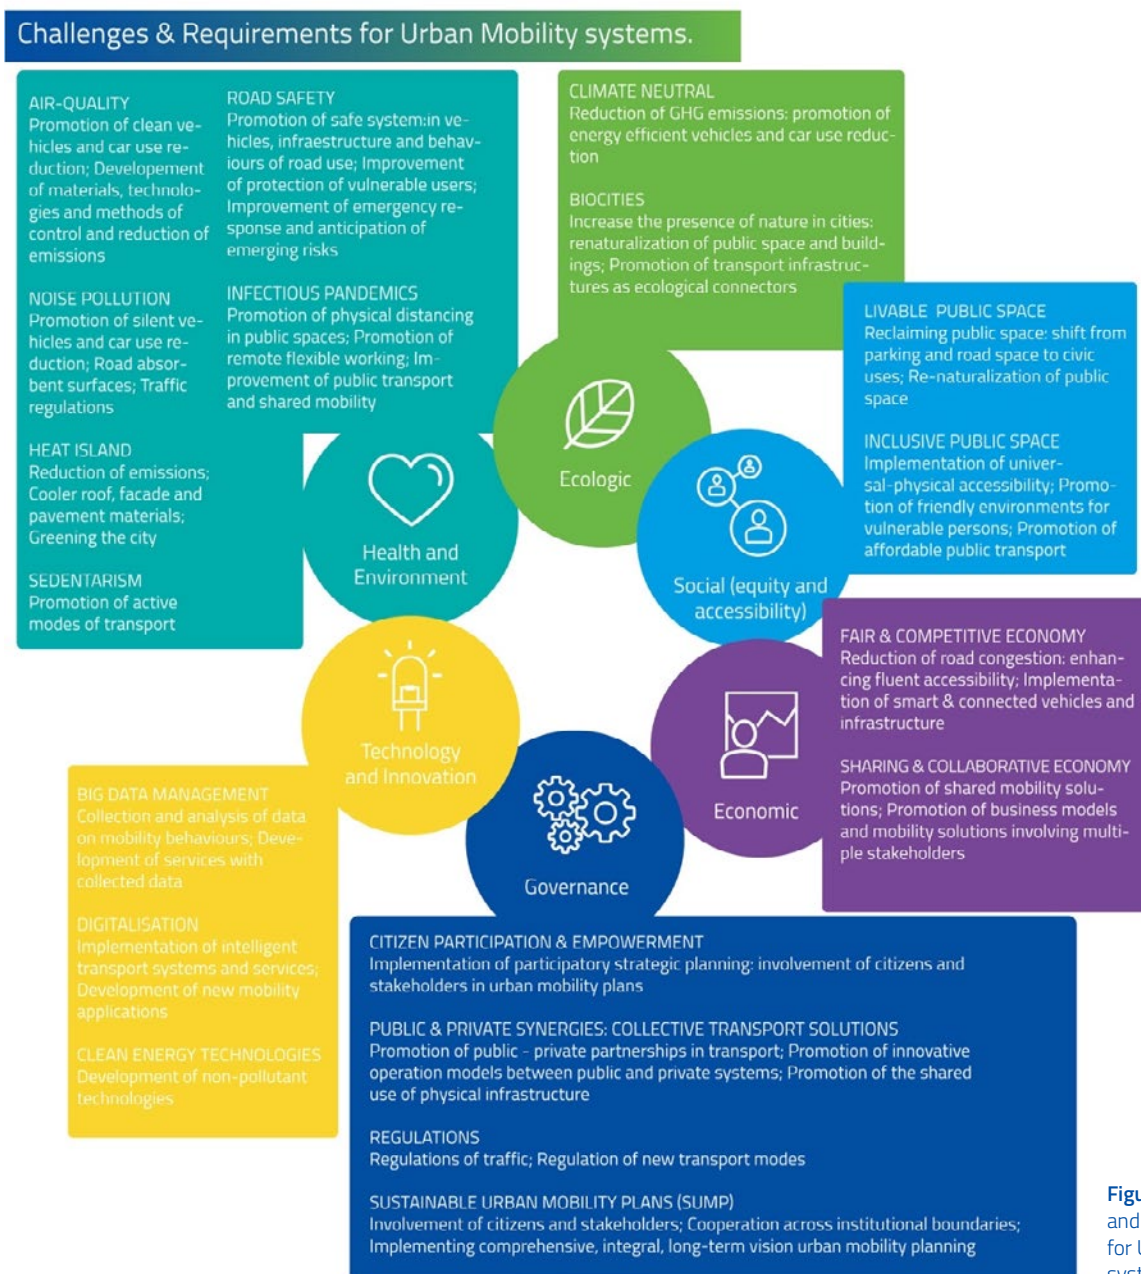 Challenges & Requirements for Urban Mobility systems.
AIR-QUALITY
Promotion of clean ve-
hicles and car use re-
duction; Developement
of materials, technolo-
gies and methods of
control and reduction of
emissions
NOISE POLLUTION
Promotion of silent ve-
hicles and car use re-
duction; Road absor-
bent surfaces; Traffic
regulations
HEAT ISLAND
Reduction of emissions;
Cooler roof, facade and
pavement materials;
Greening the city
SEDENTARISM
Promotion of active
modes of transport
ROAD SAFETY
Promotion of safe system:in ve-
hicles, infraestructure and behav-
iours of road use; Improvement
of protection of vulnerable users;
Improvement of emergency re-
sponse and anticipation of
emerging risks
INFECTIOUS PANDEMICS
Promotion of physical distancing
in public spaces; Promotion of
remote flexible working; Im-
provement of public transport
and shared mobility
Health and
Environment
CLIMATE NEUTRAL
Reduction of GHG emissions: promotion of
energy efficient vehicles and car use reduc-
tion
BIOCITIES
Increase the presence of nature in cities:
renaturalization of public space and build-
ings; Promotion of transport infrastruc-
tures as ecological connectors
Ecologic
LIVABLE PUBLIC SPACE
Reclaiming public space: shift from
parking and road space to civic
uses; Re-naturalization of public
space
INCLUSIVE PUBLIC SPACE
Implementation of univer-
sal-physical accessibility; Promo-
tion of friendly environments for
vulnerable persons; Promotion of
affordable public transport
Social (equity and
accessibility)
FAIR & COMPETITIVE ECONOMY
Reduction of road congestion: enhan-
cing fluent accessibility; Implementa-
tion of smart & connected vehicles and
infrastructure
SHARING & COLLABORATIVE ECONOMY
Promotion of shared mobility solu-
tions; Promotion of business models
and mobility solutions involving multi-
ple stakeholders
Economic
Technology
and Innovation
BIG DATA MANAGEMENT
Collection and analysis of data
on mobility behaviours; Deve-
lopment of services with
collected data
DIGITALISATION
Implementation of intelligent
transport systems and services;
Development of new mobility
applications
CLEAN ENERGY TECHNOLOGIES
Development of non-pollutant
technologies
Governance
CITIZEN PARTICIPATION & EMPOWERMENT
Implementation of participatory strategic planning: involvement of citizens and
stakeholders in urban mobility plans
PUBLIC & PRIVATE SYNERGIES: COLLECTIVE TRANSPORT SOLUTIONS
Promotion of public - private partnerships in transport; Promotion of innovative
operation models between public and private systems; Promotion of the shared
use of physical infrastructure
REGULATIONS
Regulations of traffic; Regulation of new transport modes
SUSTAINABLE URBAN MOBILITY PLANS (SUMP)
Involvement of citizens and stakeholders; Cooperation across institutional boundaries;
Implementing comprehensive, integral, long-term vision urban mobility planning
and
for